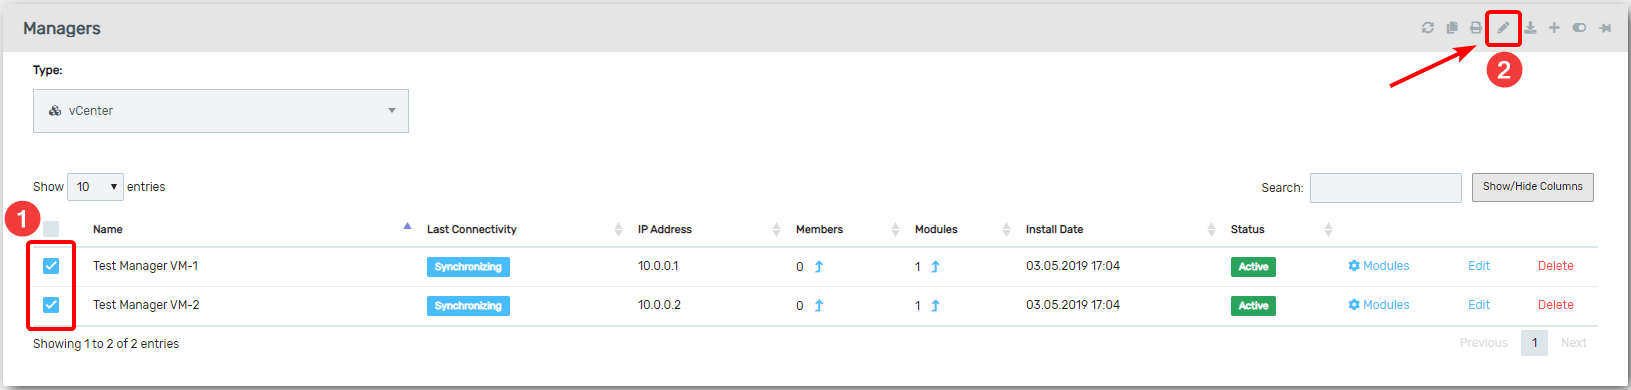 Managers
2
Type:
vCenter
Show 10 entries
Search: Show/Hide Columns
1
Name Last Connectivity IP Address Members Modules Install Date Status
Test Manager VM-1 Synchronizing 10.0.0.1 0 1 03.05.2019 17:04 Active Modules Edit Delete
Test Manager VM-2 Synchronizing 10.0.0.2 0 1 03.05.2019 17:04 Active Modules Edit Delete
Showing 1 to 2 of 2 entries Previous 1 Next